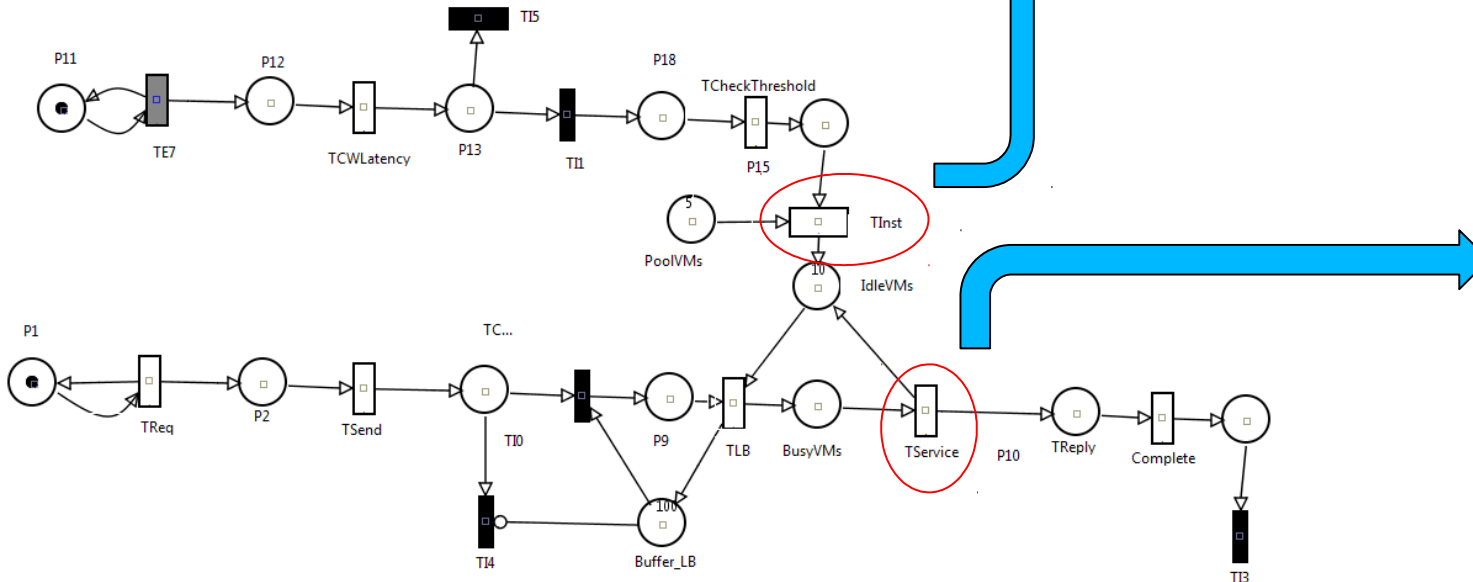 TI5
P11
P12
P18
TCheckThreshold
TE7
TCWLatency
P13
TI1
P15
5
TInst
PoolVMs
10
IdleVMs
P1
TC...
TReq
P2
TSend
TI0
P9
TLB
BusyVMs
TService
P10
TReply
Complete
100
TI4
Buffer_LB
TI3